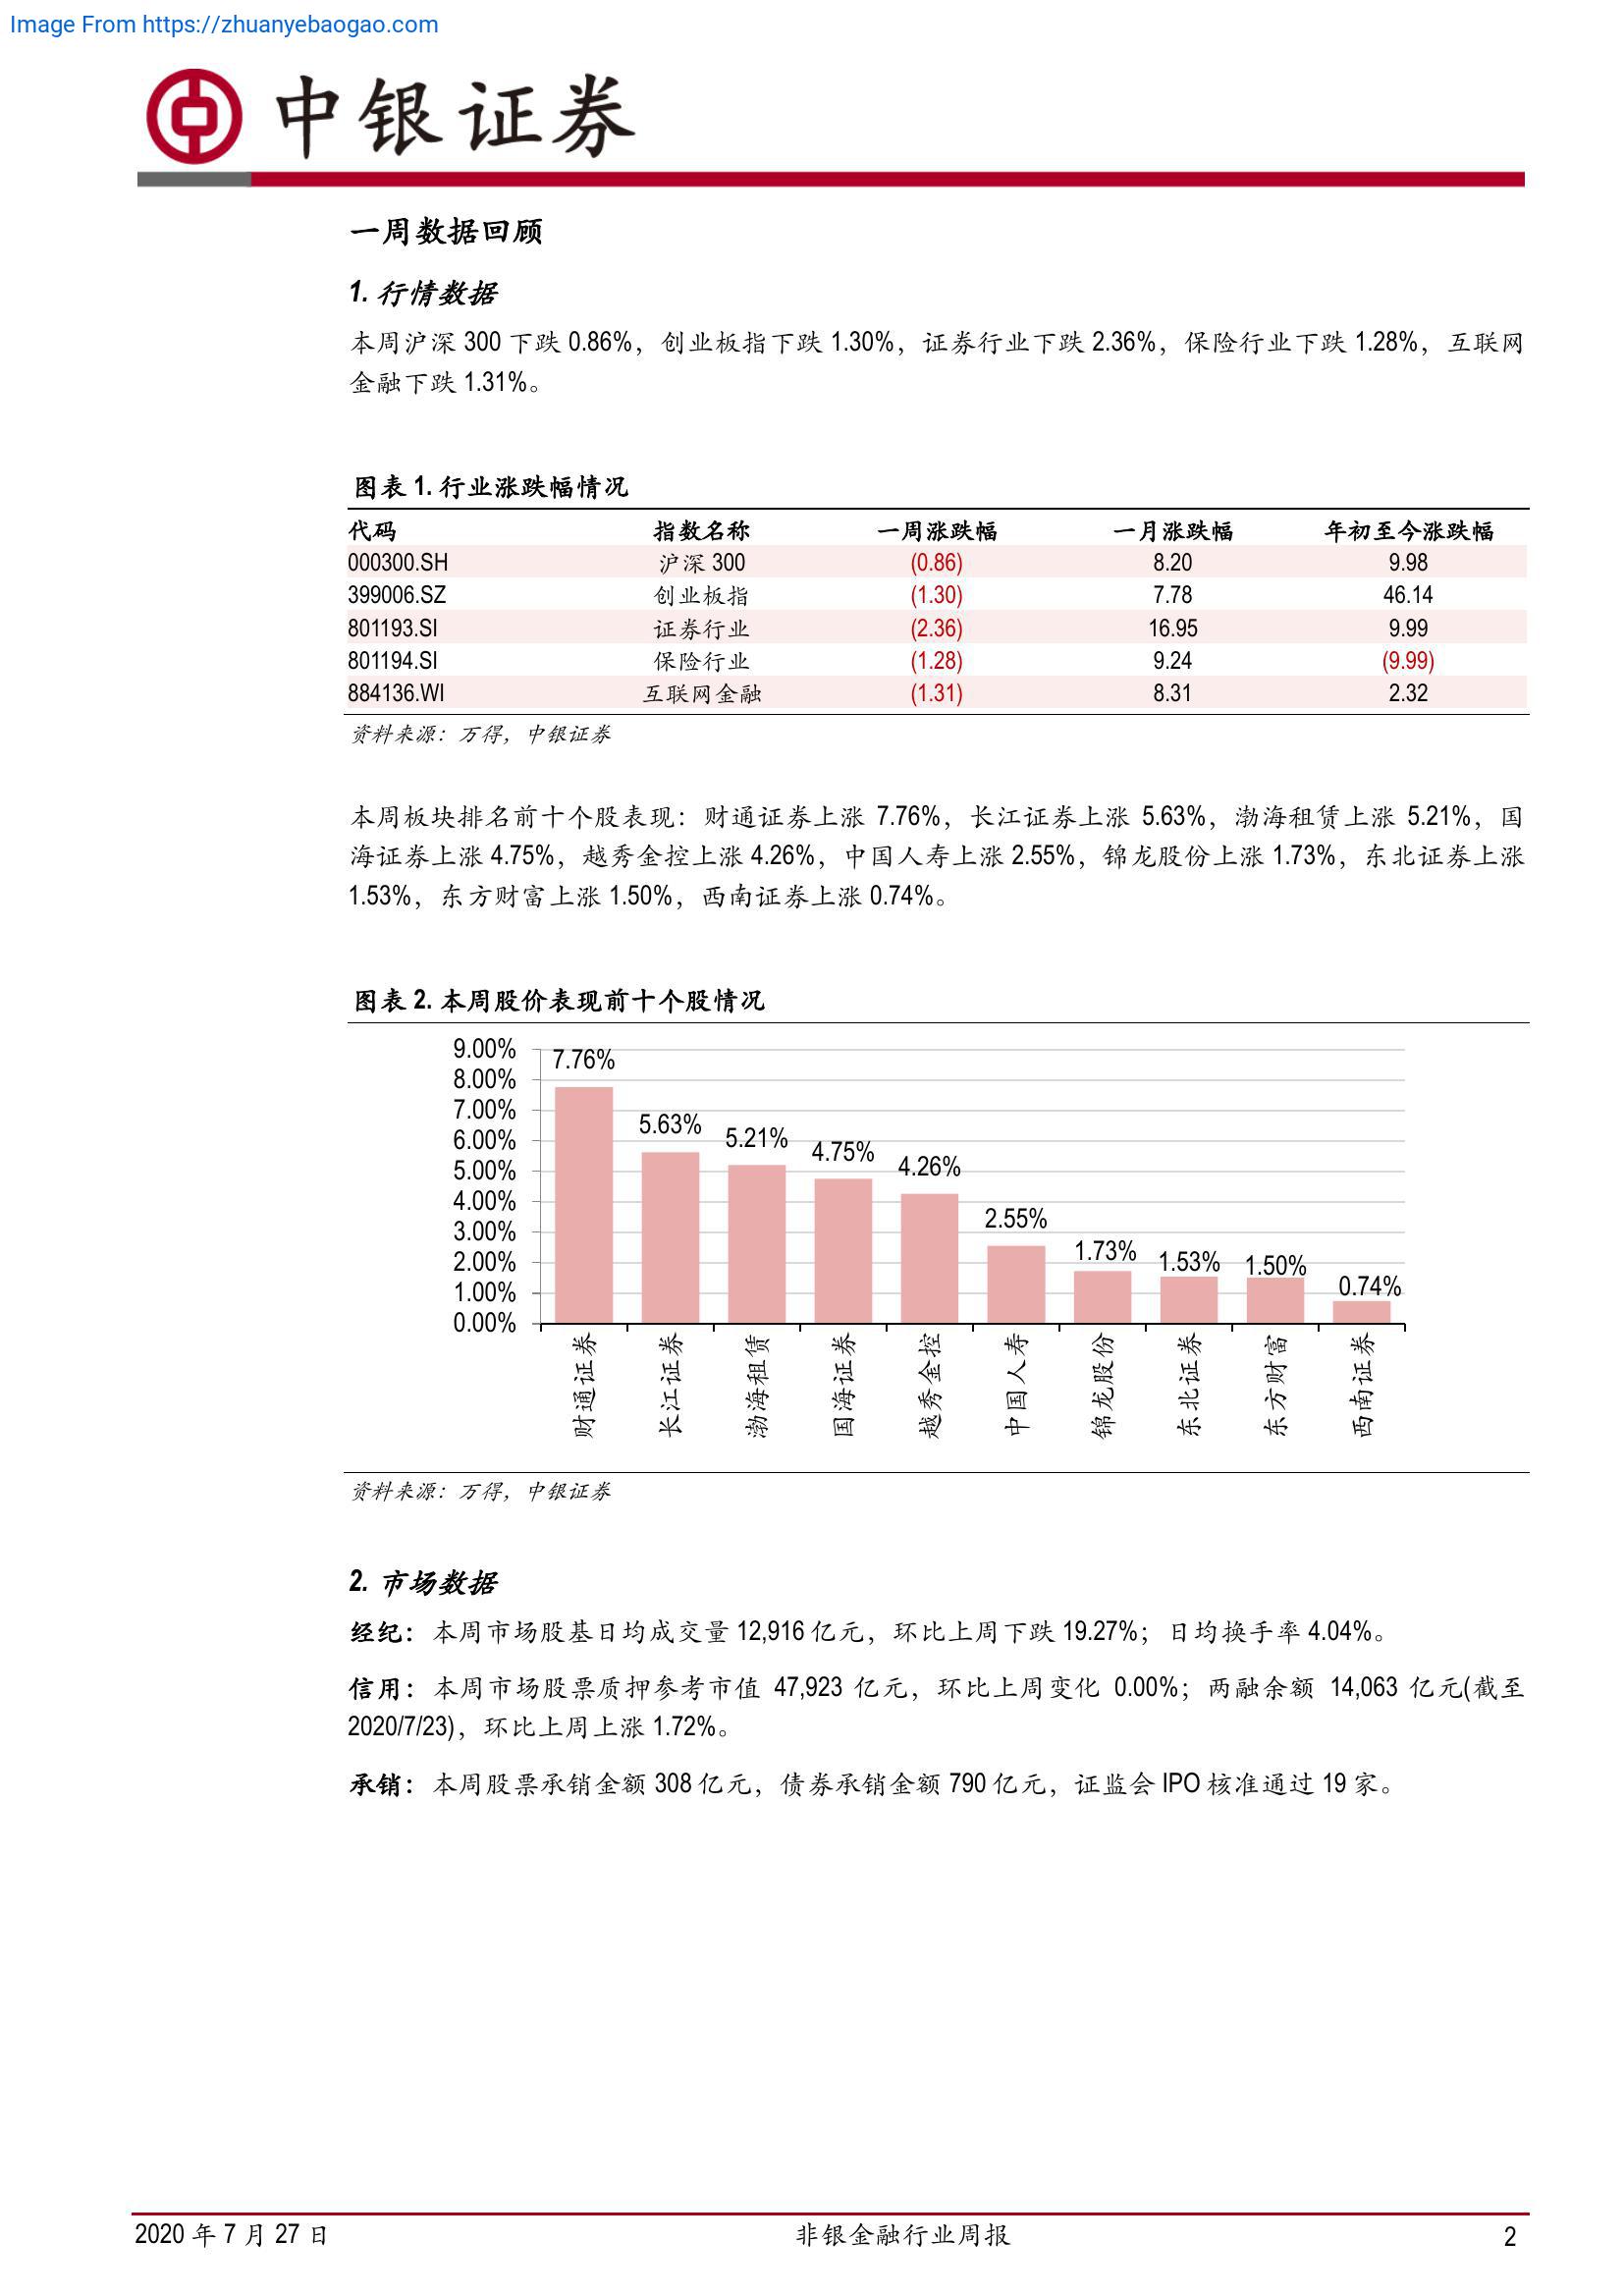 Image From https://zhuanyebaogao.com
中银证券
一周数据回顾
1. 行情数据
本周沪深 300 下跌 0.86%，创业板指下跌 1.30%，证券行业下跌 2.36%，保险行业下跌 1.28%，互联网
金融下跌 1.31%。
图表 1. 行业涨跌幅情况
代码 指数名称 一周涨跌幅 一月涨跌幅 年初至今涨跌幅
000300.SH 沪深 300 (0.86) 8.20 9.98
399006.SZ 创业板指 (1.30) 7.78 46.14
801193.SI 证券行业 (2.36) 16.95 9.99
801194.SI 保险行业 (1.28) 9.24 (9.99)
884136.WI 互联网金融 (1.31) 8.31 2.32
资料来源：万得，中银证券
本周板块排名前十个股表现：财通证券上涨 7.76%，长江证券上涨 5.63%，渤海租赁上涨 5.21%，国
海证券上涨 4.75%，越秀金控上涨 4.26%，中国人寿上涨 2.55%，锦龙股份上涨 1.73%，东北证券上涨
1.53%，东方财富上涨 1.50%，西南证券上涨 0.74%。
图表 2. 本周股价表现前十个股情况
9.00%
8.00%
7.00%
6.00%
5.00%
4.00%
3.00%
2.00%
1.00%
0.00%
7.76%
5.63%
5.21%
4.75%
4.26%
2.55%
1.73%
1.53%
1.50%
0.74%
财通证券
长江证券
渤海租赁
国海证券
越秀金控
中国人寿
锦龙股份
东北证券
东方财富
西南证券
资料来源：万得，中银证券
2. 市场数据
经纪：本周市场股基日均成交量 12,916 亿元，环比上周下跌 19.27%；日均换手率 4.04%。
信用：本周市场股票质押参考市值 47,923 亿元，环比上周变化 0.00%；两融余额 14,063 亿元(截至
2020/7/23)，环比上周上涨 1.72%。
承销：本周股票承销金额 308 亿元，债券承销金额 790 亿元，证监会 IPO 核准通过 19 家。
2020 年 7 月 27 日 非银金融行业周报 2